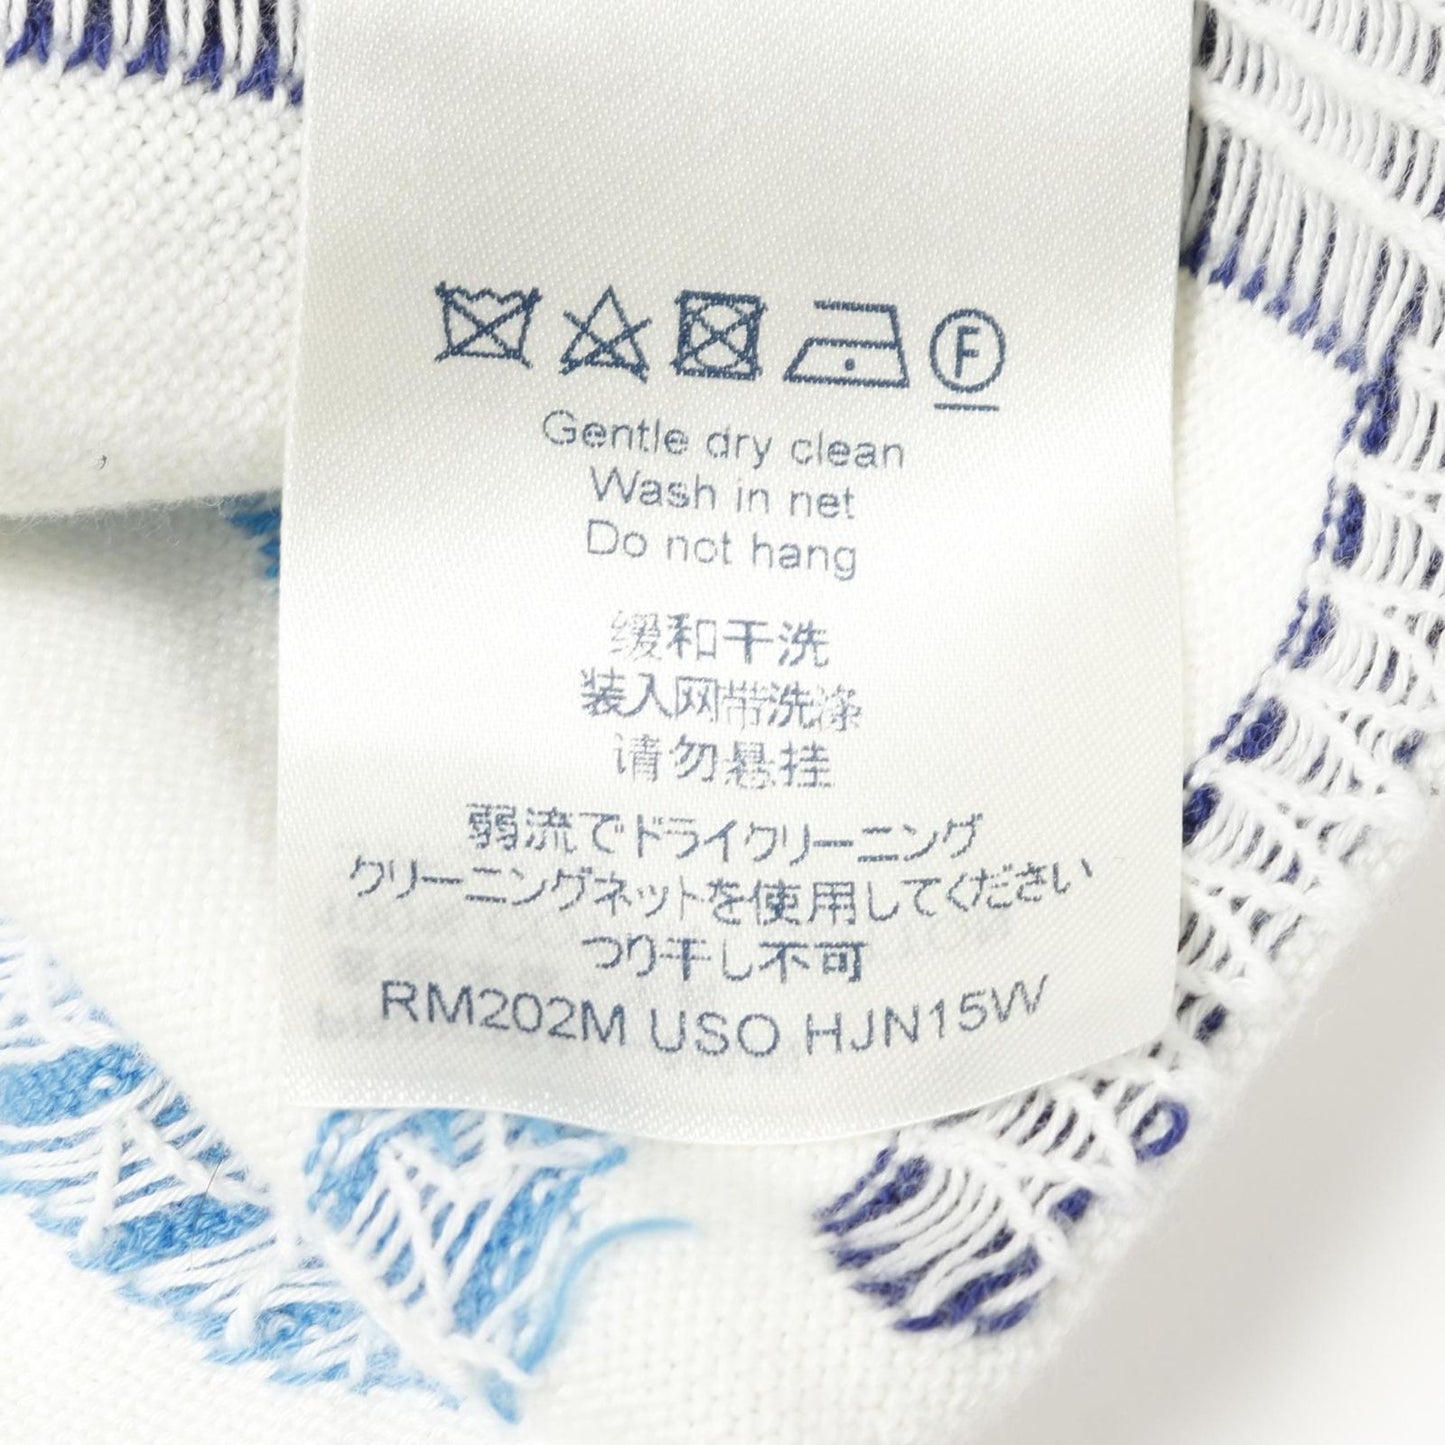 F
Gentle dry clean
Wash in net
Do not hang
缓和干洗
装入网带洗涤
请勿悬挂
弱流でドライクリーニング
クリーニングネットを使用してください
つり干し不可
RM202M USO HJN15W